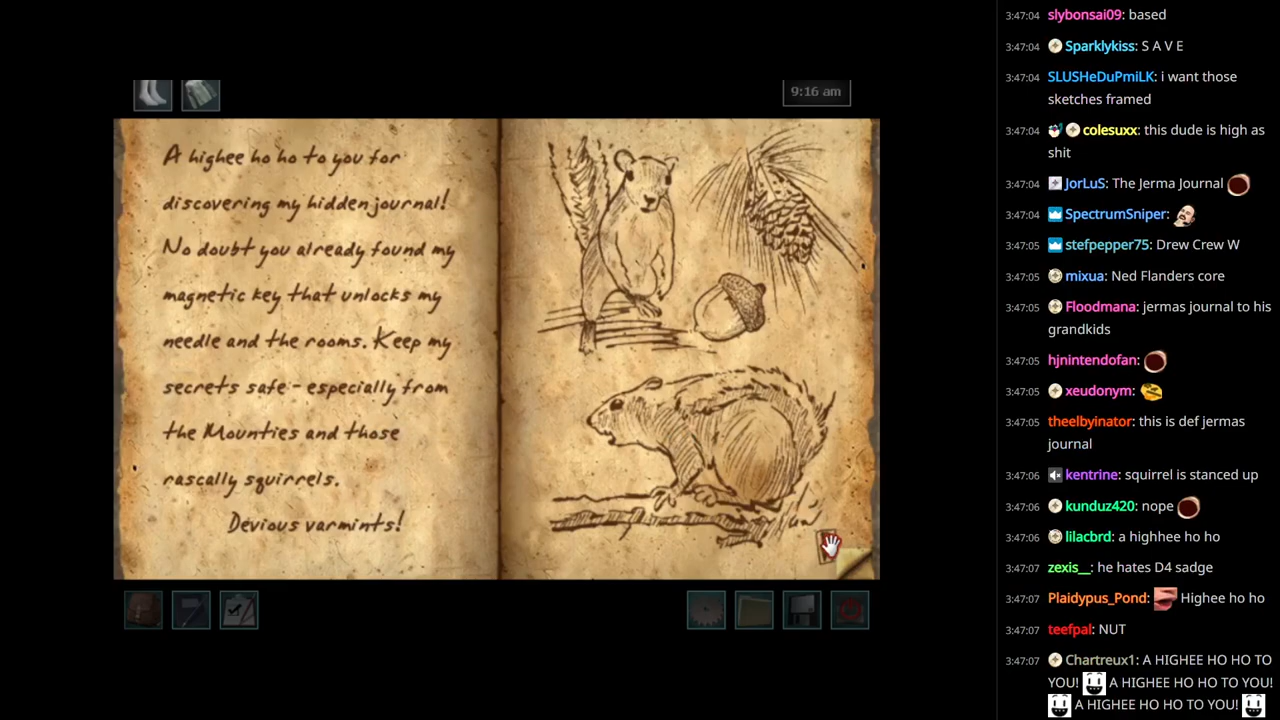 9:16 am
A highee ho ho to you for
discovering my hidden journal!
No doubt you already found my
magnetic key that unlocks my
needle and the rooms. Keep my
secrets safe - especially from
the Mounties and those
rascally squirrels.
Devious varmints!
3:47:04 slybonsai09: based
3:47:04 Sparklykiss: S A V E
3:47:04 SLUSHeDuPmiLK: i want those
sketches framed
3:47:04 colesuxx: this dude is high as
shit
3:47:04 JorLuS: The Jerma Journal
3:47:04 SpectrumSniper:
3:47:05 stefpepper75: Drew Crew W
3:47:05 mixua: Ned Flanders core
3:47:05 Floodmana: jermas journal to his
grandkids
3:47:05 hjnintendofan:
3:47:05 xeudonym:
3:47:05 theelbyinator: this is def jermas
journal
3:47:06 kentrine: squirrel is stanced up
3:47:06 kunduz420: nope
3:47:06 lilacbrd: a highhee ho ho
3:47:07 zexis__: he hates D4 sadge
3:47:07 Plaidypus_Pond: Highee ho ho
3:47:07 teefpal: NUT
3:47:07 Chartreux1: A HIGHEE HO HO TO
YOU! A HIGHEE HO HO TO YOU!
A HIGHEE HO HO TO YOU!